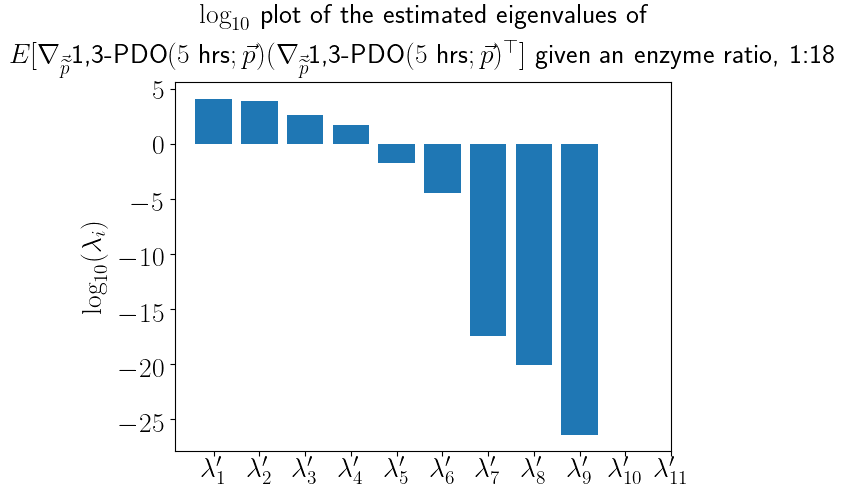 log₁₀ plot of the estimated eigenvalues of
E[∇_{p̃⃗}1,3-PDO(5 hrs; p⃗)(∇_{p̃⃗}1,3-PDO(5 hrs; p⃗)^⊤] given an enzyme ratio, 1:18
5
0
−5
−10
−15
−20
−25
log₁₀(λᵢ)
λ′₁ λ′₂ λ′₃ λ′₄ λ′₅ λ′₆ λ′₇ λ′₈ λ′₉ λ′₁₀ λ′₁₁